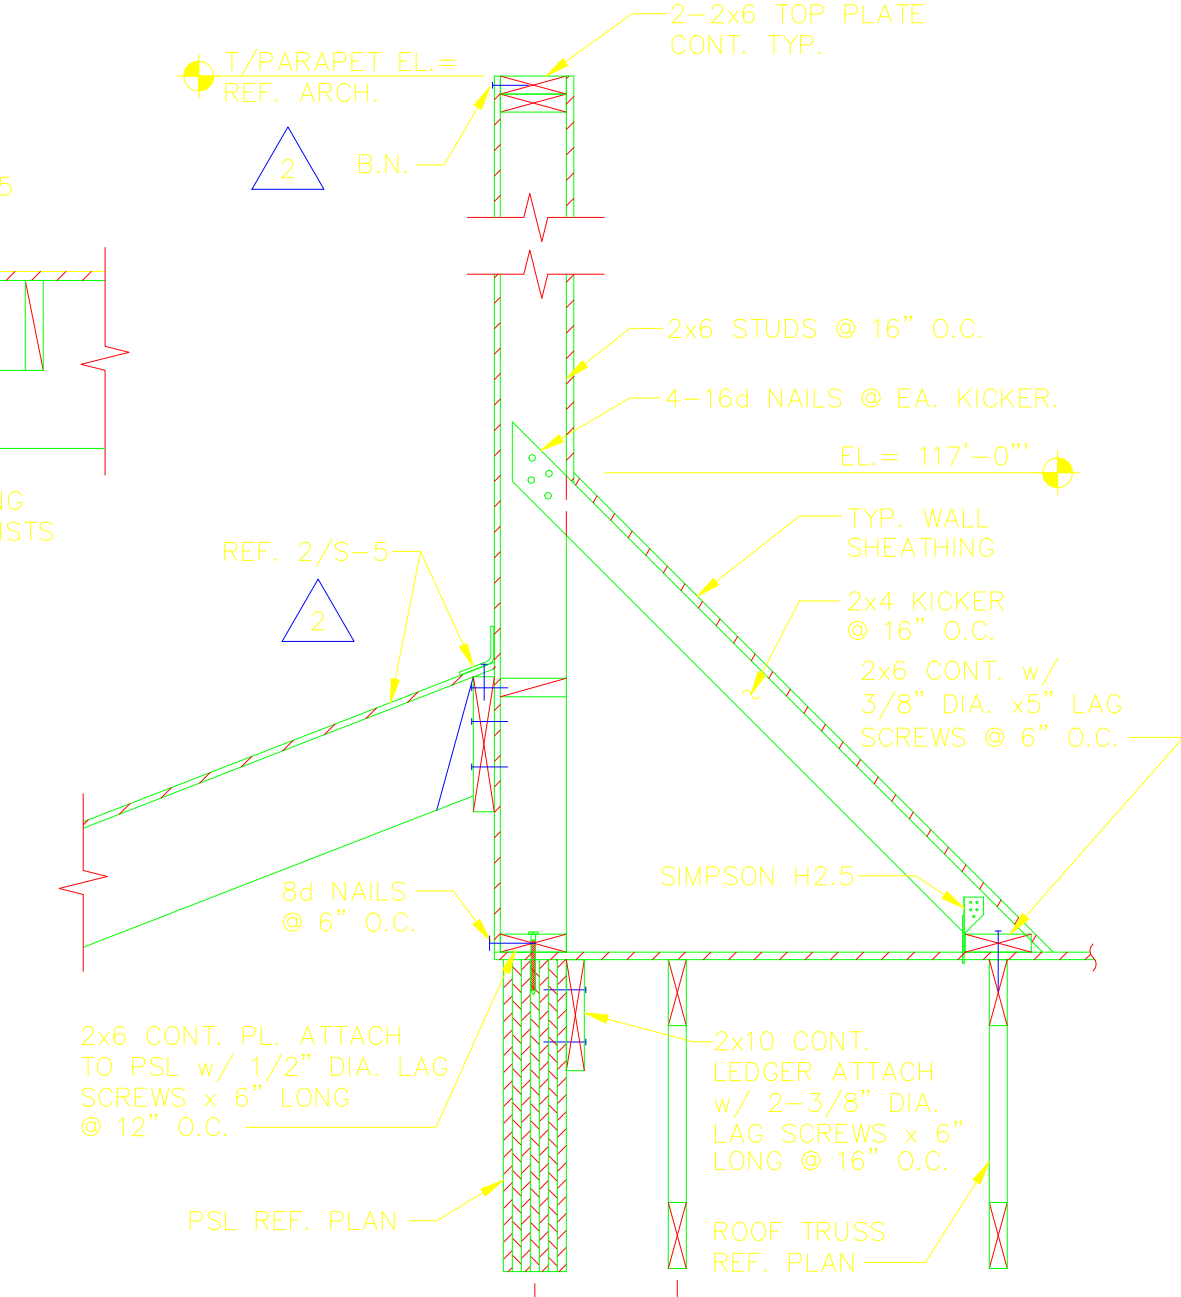 2-2x6 TOP PLATE
CONT. TYP.
T/PARAPET EL.=
REF. ARCH.
2
B.N.
5
2x6 STUDS @ 16" O.C.
4-16d NAILS @ EA. KICKER.
EL.= 117'-0"'
NG
ISTS
TYP. WALL
SHEATHING
REF. 2/S-5
2
2x4 KICKER
@ 16" O.C.
2x6 CONT. w/
3/8" DIA. x5" LAG
SCREWS @ 6" O.C.
SIMPSON H2.5
8d NAILS
@ 6" O.C.
2x6 CONT. PL. ATTACH
TO PSL w/ 1/2" DIA. LAG
SCREWS x 6" LONG
@ 12" O.C.
2x10 CONT.
LEDGER ATTACH
w/ 2-3/8" DIA.
LAG SCREWS x 6"
LONG @ 16" O.C.
PSL REF. PLAN
ROOF TRUSS
REF. PLAN